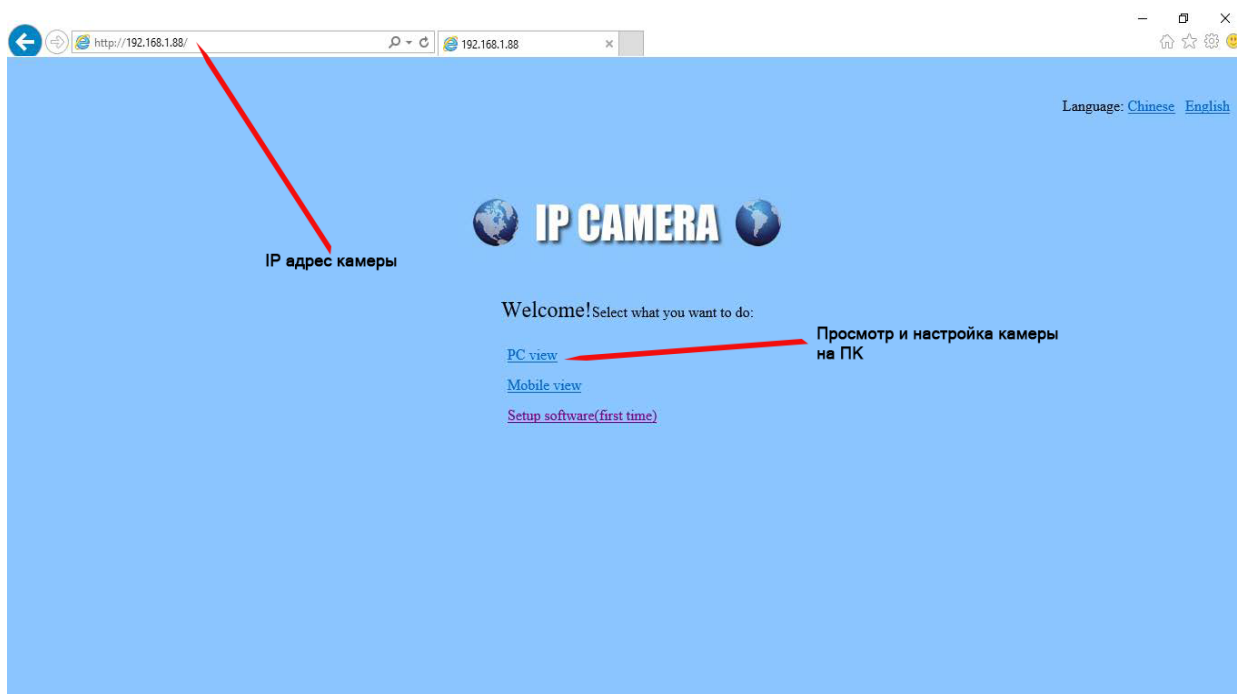 http://192.168.1.88/
192.168.1.88
Language: Chinese English
IP CAMERA
IP адрес камеры
Welcome!Select what you want to do:
Просмотр и настройка камеры
на ПК
PC view
Mobile view
Setup software(first time)